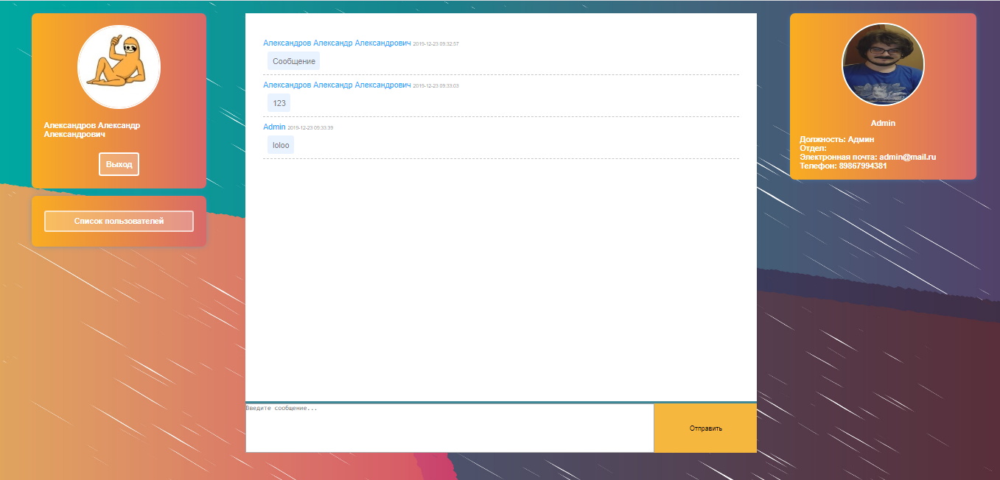 Александров Александр
Александрович
Выход
Список пользователей
Александров Александр Александрович 2019-12-23 09:32:57
Сообщение
Александров Александр Александрович 2019-12-23 09:33:03
123
Admin 2019-12-23 09:33:39
loloo
Введите сообщение...
Отправить
Admin
Должность: Админ
Отдел:
Электронная почта: admin@mail.ru
Телефон: 89867994381